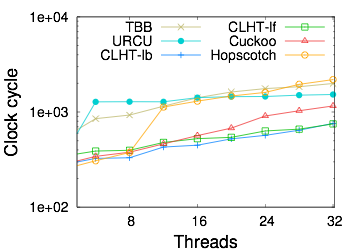 1e+04
TBB CLHT-lf
URCU Cuckoo
CLHT-lb Hopscotch
1e+03
1e+02
8 16 24 32
Clock cycle
Threads